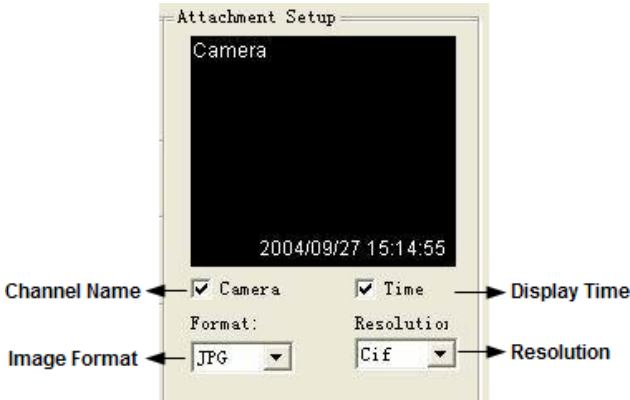 Attachment Setup
Camera
2004/09/27 15:14:55
Channel Name Camera Time Display Time
Format: Resolution
Image Format JPG Cif Resolution